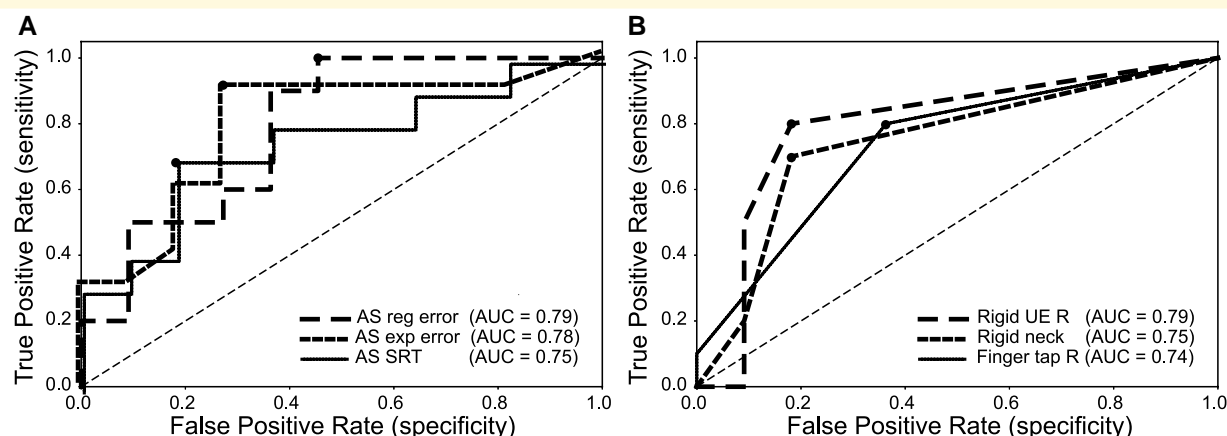 A
True Positive Rate (sensitivity)
1.0
0.8
0.6
0.4
0.2
0.0
AS reg error (AUC = 0.79)
AS exp error (AUC = 0.78)
AS SRT (AUC = 0.75)
0.0 0.2 0.4 0.6 0.8 1.0
False Positive Rate (specificity)
B
True Positive Rate (sensitivity)
1.0
0.8
0.6
0.4
0.2
0.0
Rigid UE R (AUC = 0.79)
Rigid neck (AUC = 0.75)
Finger tap R (AUC = 0.74)
0.0 0.2 0.4 0.6 0.8 1.0
False Positive Rate (specificity)